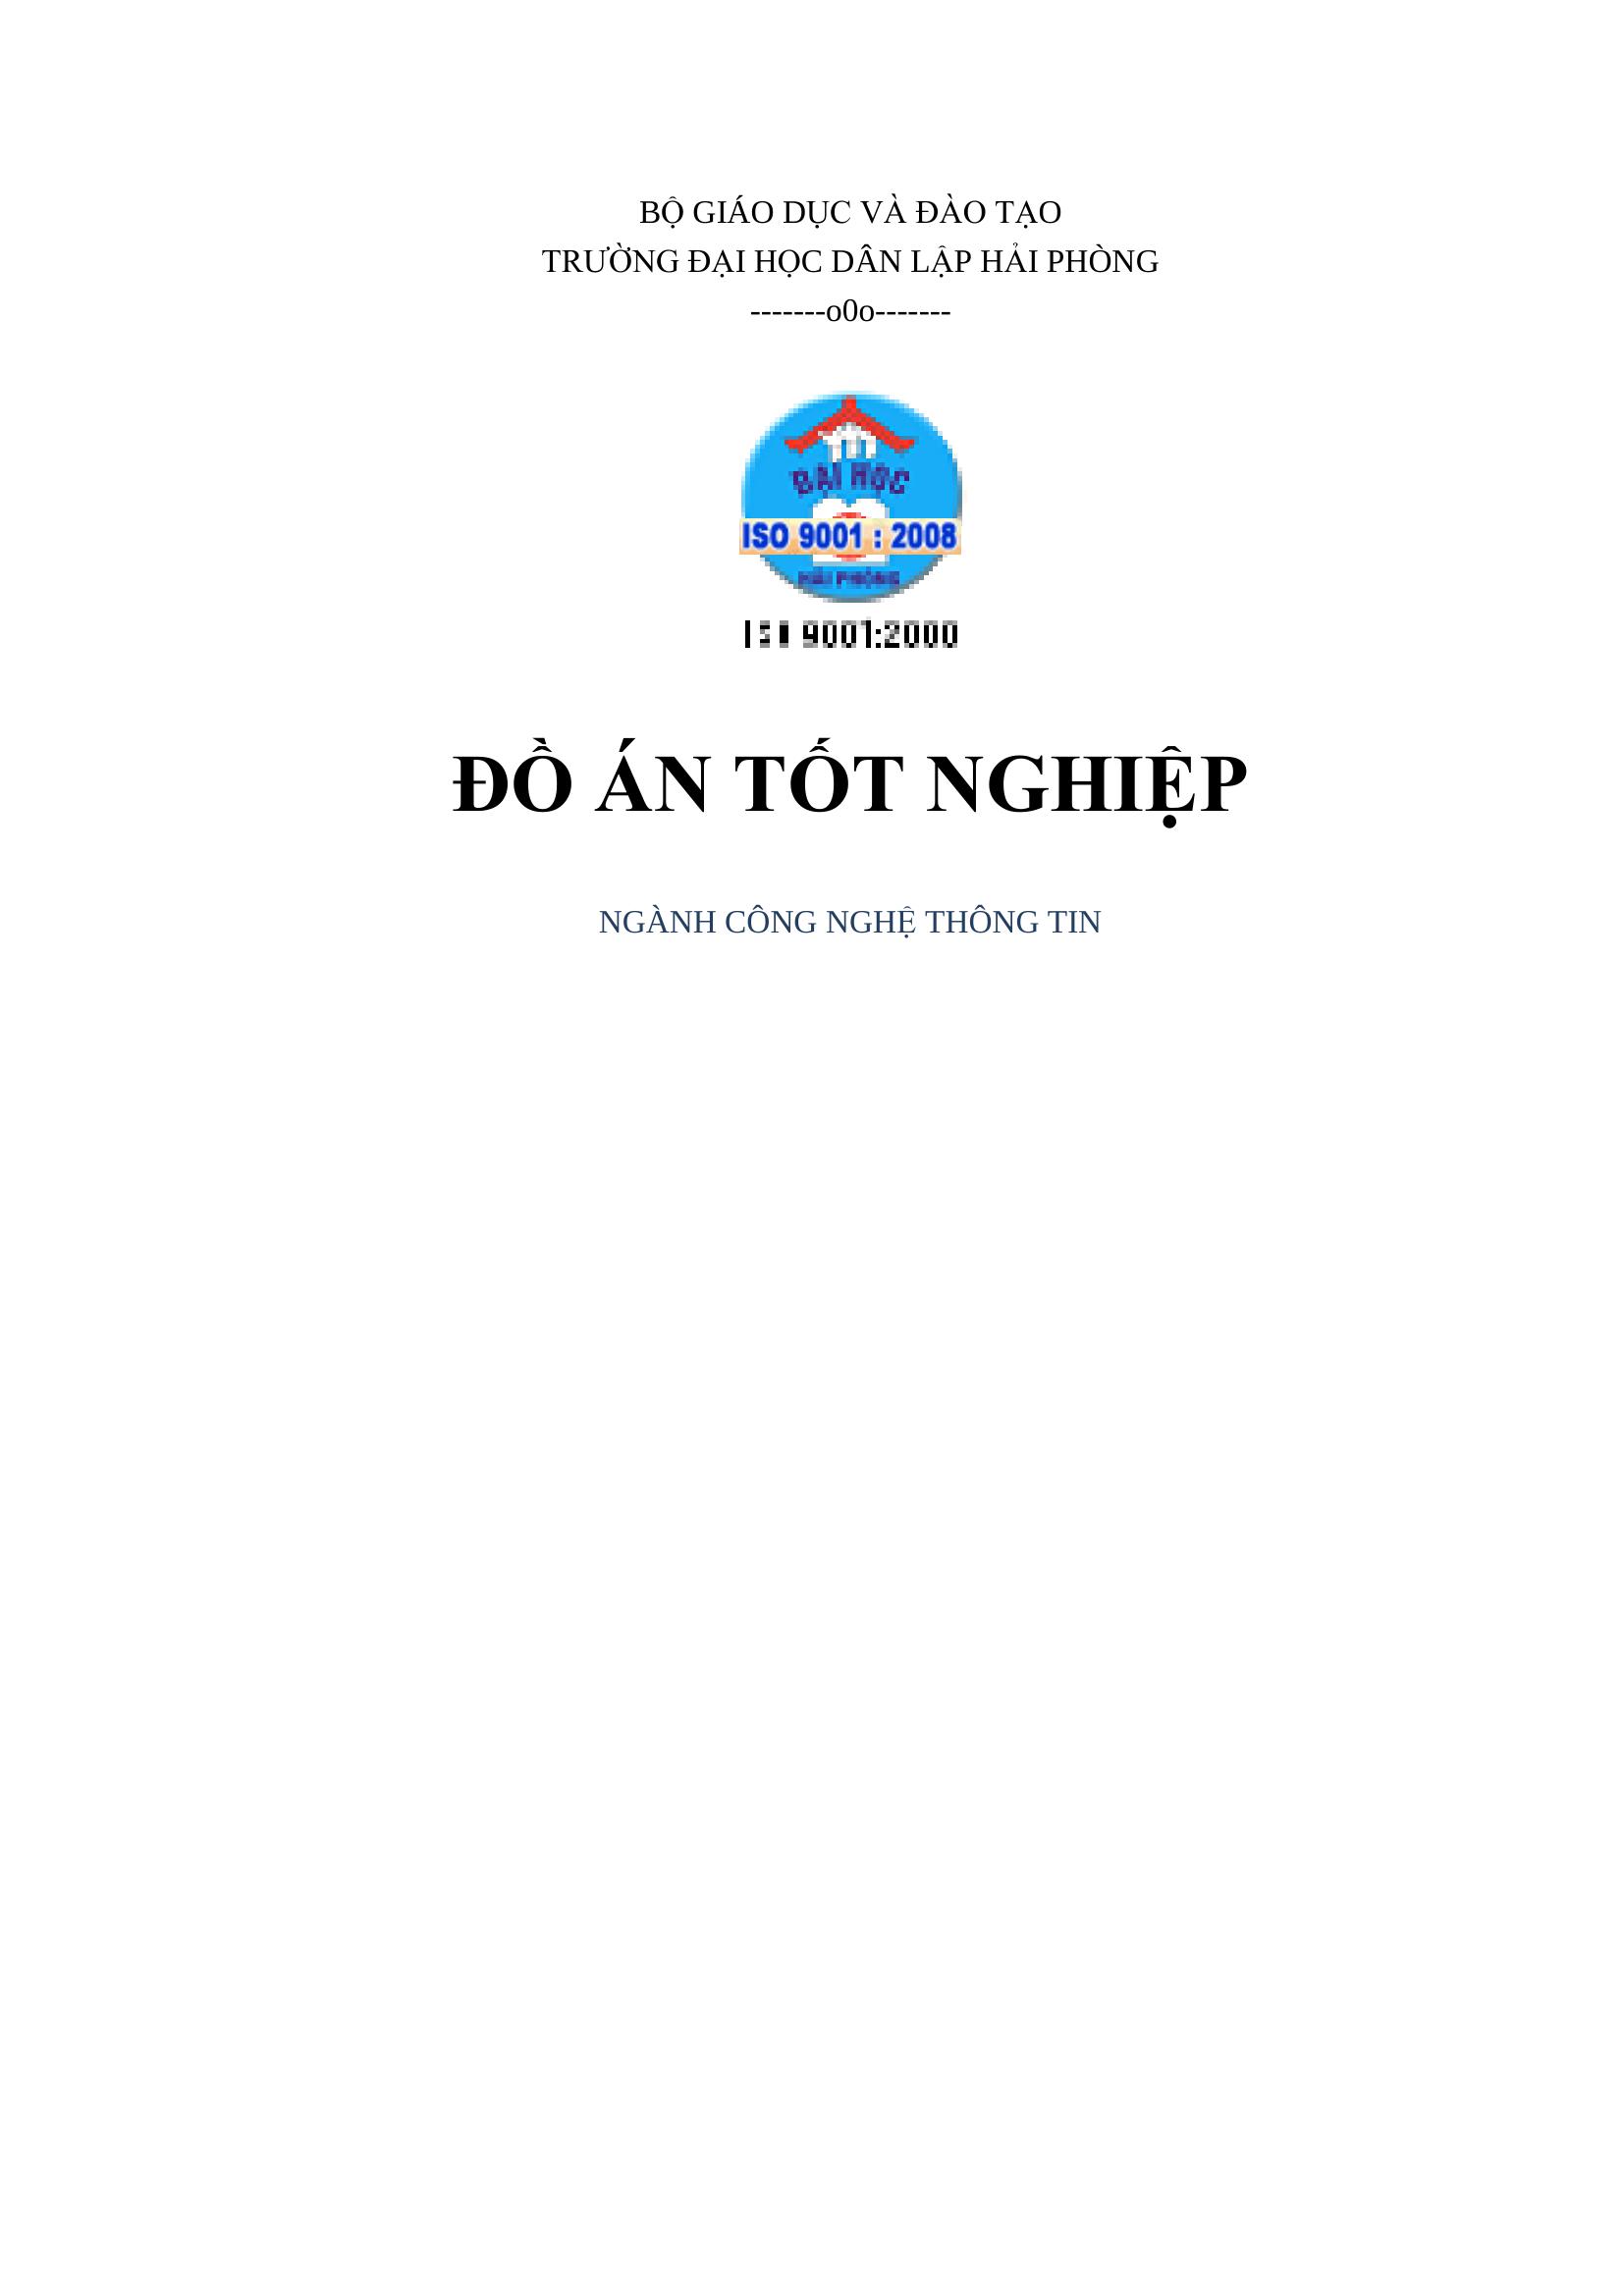 BỘ GIÁO DỤC VÀ ĐÀO TẠO
TRƯỜNG ĐẠI HỌC DÂN LẬP HẢI PHÒNG
-------o0o-------
ĐẠI HỌC
ISO 9001 : 2008
HẢI PHÒNG
ISO 9001:2000
ĐỒ ÁN TỐT NGHIỆP
NGÀNH CÔNG NGHỆ THÔNG TIN